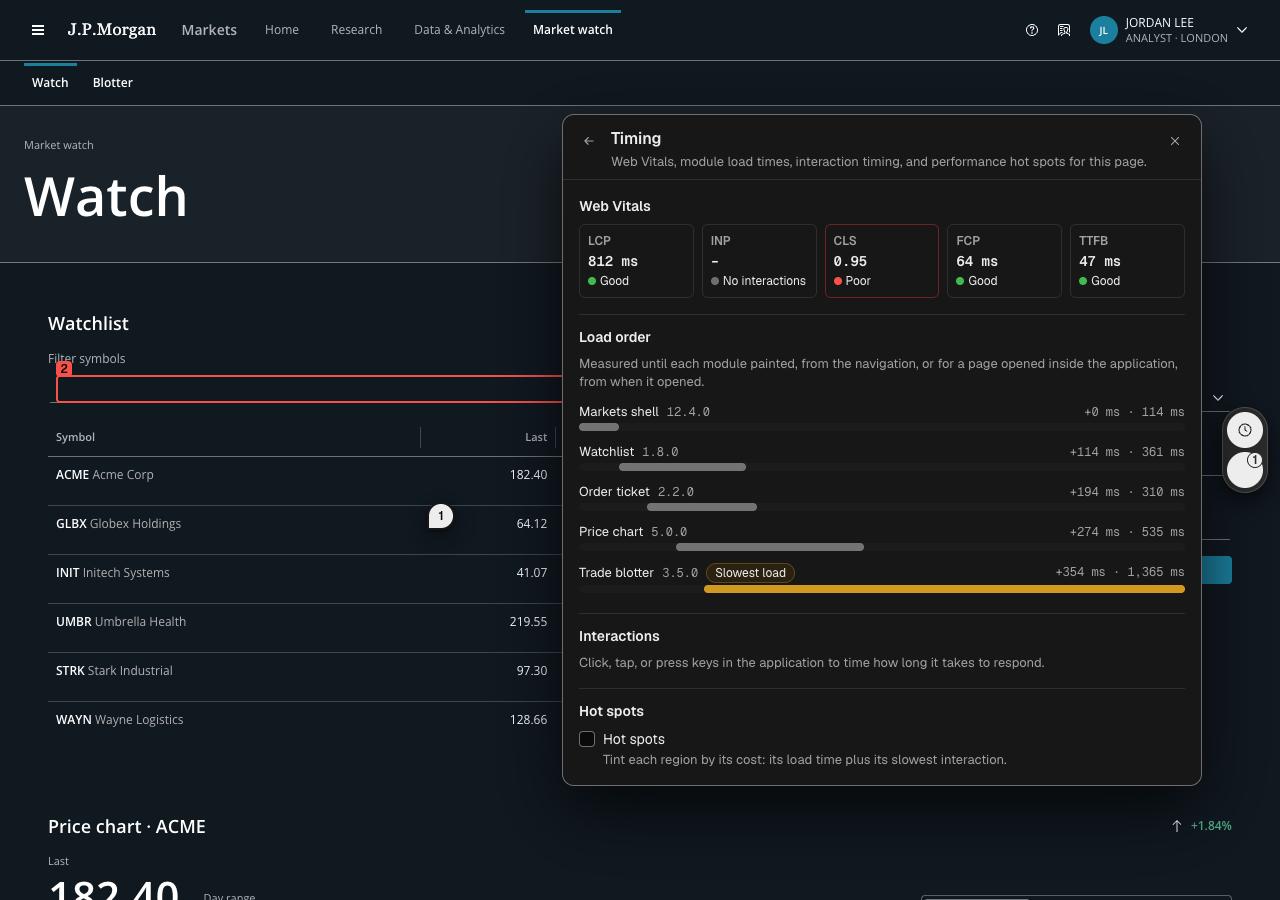 J.P.Morgan Markets Home Research Data & Analytics Market watch JL JORDAN LEE
ANALYST · LONDON
Watch Blotter
Market watch
Watch
Timing
Web Vitals, module load times, interaction timing, and performance hot spots for this page.
Web Vitals
LCP
812 ms
Good
INP
–
No interactions
CLS
0.95
Poor
FCP
64 ms
Good
TTFB
47 ms
Good
Load order
Measured until each module painted, from the navigation, or for a page opened inside the application,
from when it opened.
Markets shell 12.4.0 +0 ms · 114 ms
Watchlist 1.8.0 +114 ms · 361 ms
Order ticket 2.2.0 +194 ms · 310 ms
Price chart 5.0.0 +274 ms · 535 ms
Trade blotter 3.5.0 Slowest load +354 ms · 1,365 ms
Interactions
Click, tap, or press keys in the application to time how long it takes to respond.
Hot spots
Hot spots
Tint each region by its cost: its load time plus its slowest interaction.
Watchlist
Filter symbols
2
Symbol Last
ACME Acme Corp 182.40
GLBX Globex Holdings 64.12
1
INIT Initech Systems 41.07
UMBR Umbrella Health 219.55
STRK Stark Industrial 97.30
WAYN Wayne Logistics 128.66
1
Price chart · ACME +1.84%
Last
182.40 Day range